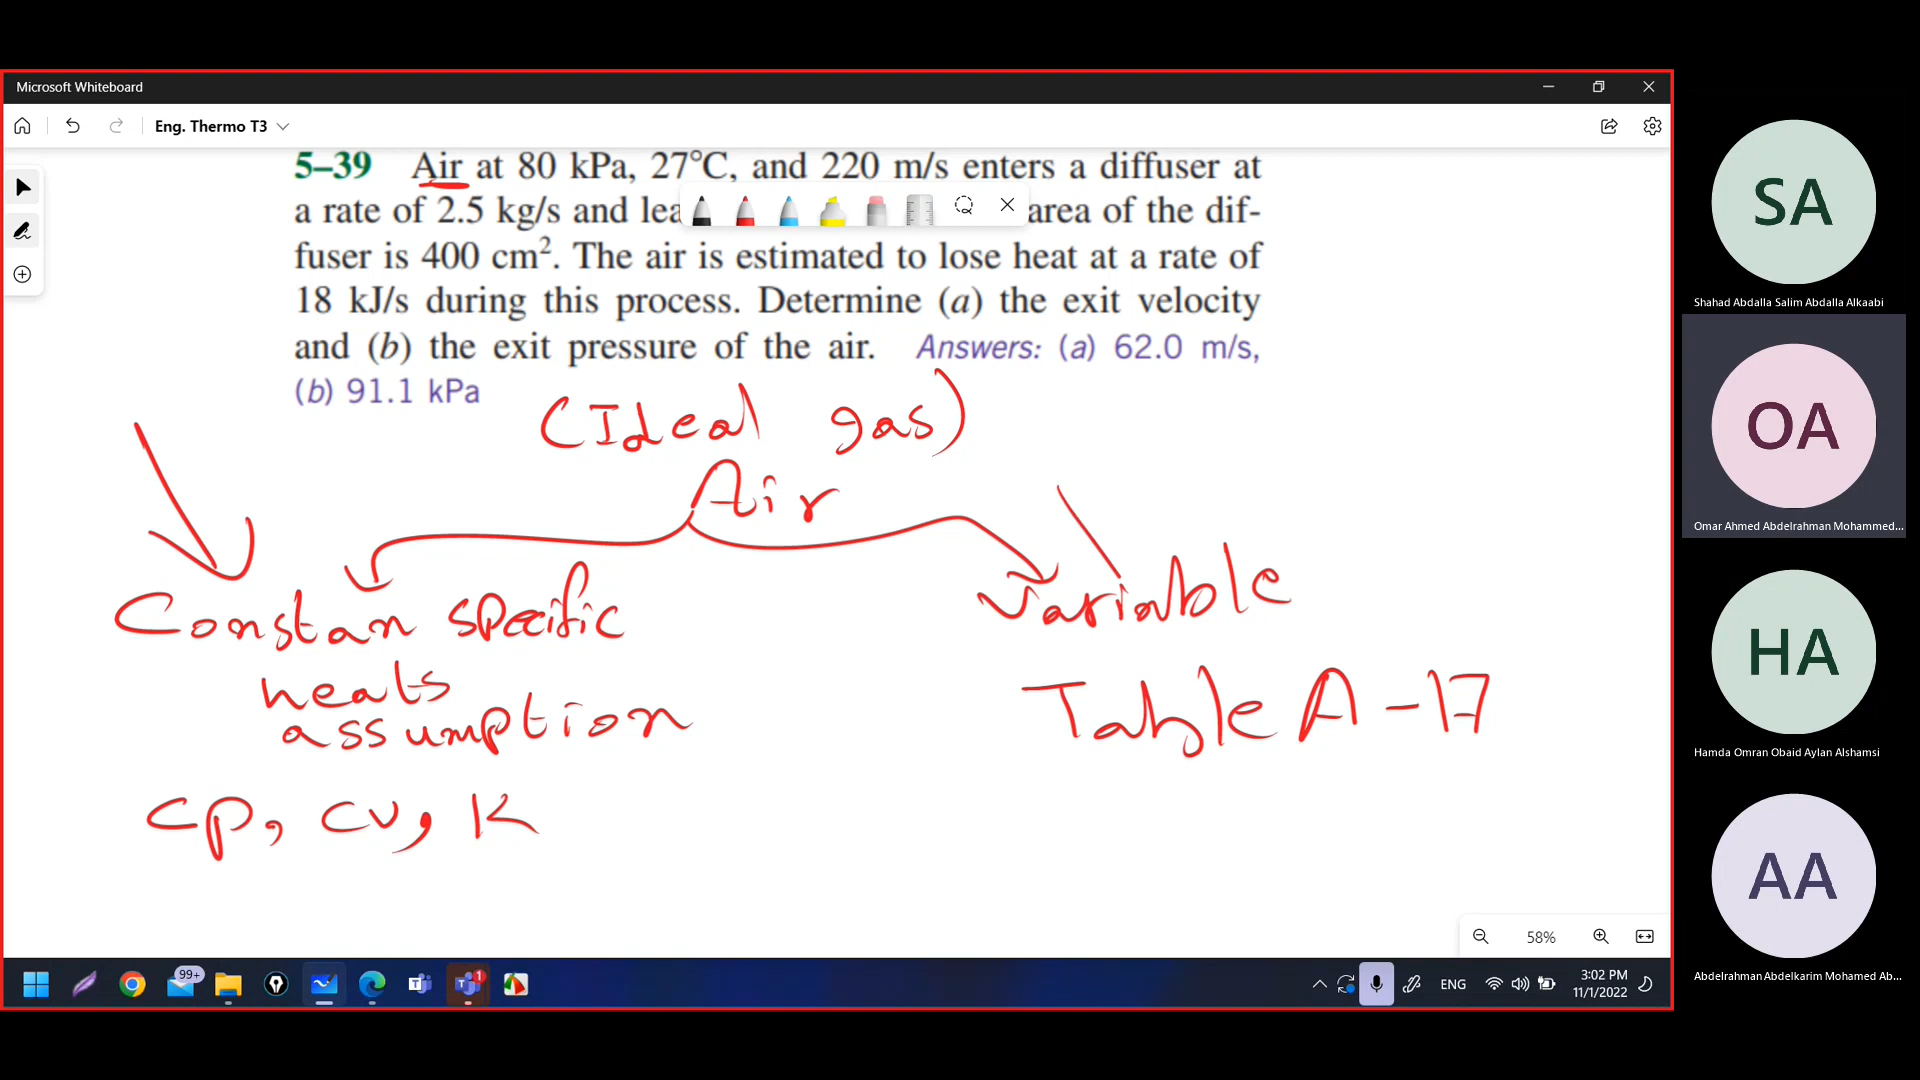 Microsoft Whiteboard
Eng. Thermo T3
5–39 Air at 80 kPa, 27°C, and 220 m/s enters a diffuser at
a rate of 2.5 kg/s and lea area of the dif-
fuser is 400 cm². The air is estimated to lose heat at a rate of
18 kJ/s during this process. Determine (a) the exit velocity
and (b) the exit pressure of the air. Answers: (a) 62.0 m/s,
(b) 91.1 kPa
(Ideal gas)
Air
Constan specific
heats
assumption
Variable
Table A-17
Cp, Cv, K
58%
99+
1
ENG
3:02 PM
11/1/2022
SA
Shahad Abdalla Salim Abdalla Alkaabi
OA
Omar Ahmed Abdelrahman Mohammed...
HA
Hamda Omran Obaid Aylan Alshamsi
AA
Abdelrahman Abdelkarim Mohamed Ab...